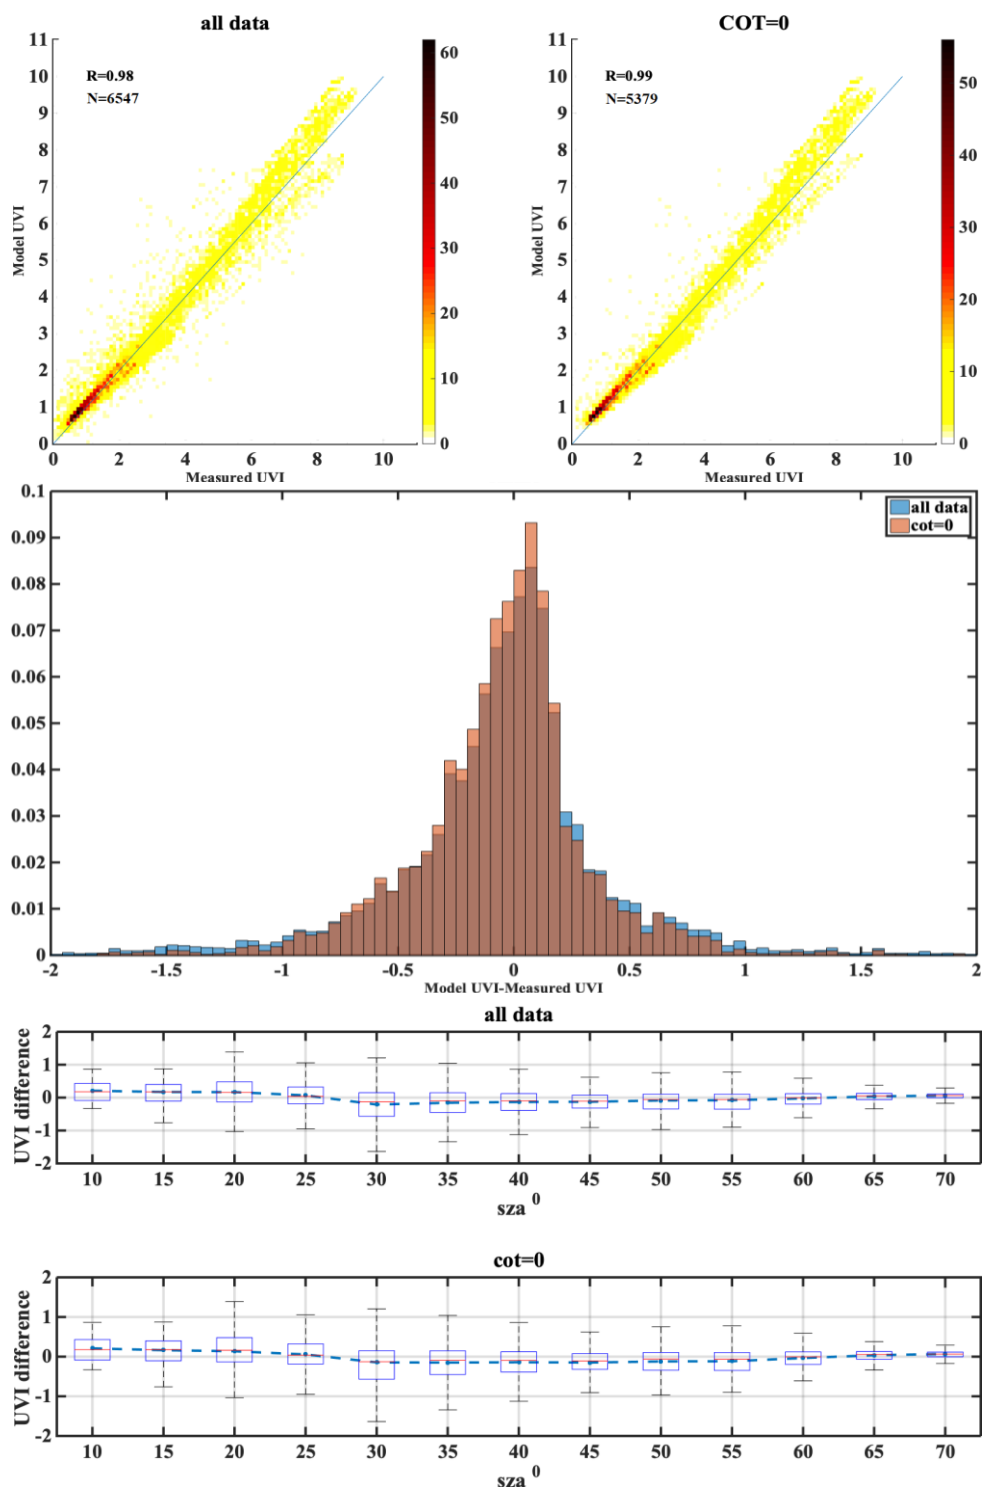 all data
COT=0
11
10
9
8
7
6
5
4
3
2
1
0
R=0.98
N=6547
Model UVI
0 2 4 6 8 10
Measured UVI
60
50
40
30
20
10
0
11
10
9
8
7
6
5
4
3
2
1
0
R=0.99
N=5379
Model UVI
0 2 4 6 8 10
Measured UVI
50
40
30
20
10
0
0.1
0.09
0.08
0.07
0.06
0.05
0.04
0.03
0.02
0.01
0
all data
cot=0
-2 -1.5 -1 -0.5 0 0.5 1 1.5 2
Model UVI-Measured UVI
all data
UVI difference
2
1
0
-1
-2
10 15 20 25 30 35 40 45 50 55 60 65 70
sza 0
cot=0
UVI difference
2
1
0
-1
-2
10 15 20 25 30 35 40 45 50 55 60 65 70
sza 0